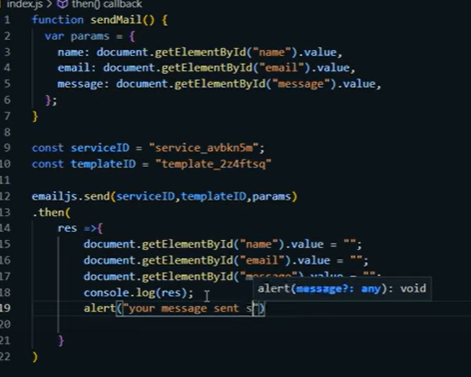 index.js > then() callback
1 function sendMail() {
2 var params = {
3 name: document.getElementById("name").value,
4 email: document.getElementById("email").value,
5 message: document.getElementById("message").value,
6 };
7 }
8
9 const serviceID = "service_avbkn5m";
10 const templateID = "template_2z4ftsq"
11
12 emailjs.send(serviceID,templateID,params)
13 .then(
14 res =>{
15 document.getElementById("name").value = "";
16 document.getElementById("email").value = "";
17 document.getElementById("message").value = "";
18 console.log(res);
alert(message?: any): void
19 alert("your message sent s")
20
21 }
22 )